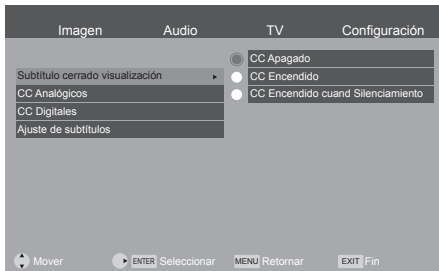 Imagen Audio TV Configuración
CC Apagado
Subtítulo cerrado visualización
CC Encendido
CC Analógicos
CC Encendido cuand Silenciamiento
CC Digitales
Ajuste de subtítulos
Mover ENTER Seleccionar MENU Retornar EXIT Fin